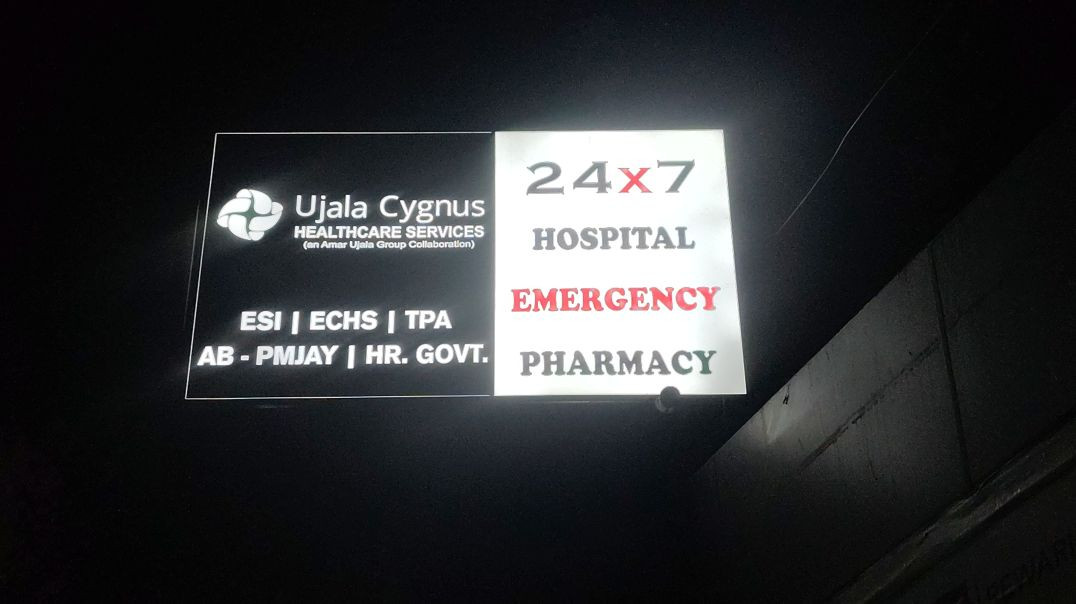 Ujala Cygnus
HEALTHCARE SERVICES
(an Amar Ujala Group Collaboration)
ESI | ECHS | TPA
AB - PMJAY | HR. GOVT.
24x7
HOSPITAL
EMERGENCY
PHARMACY